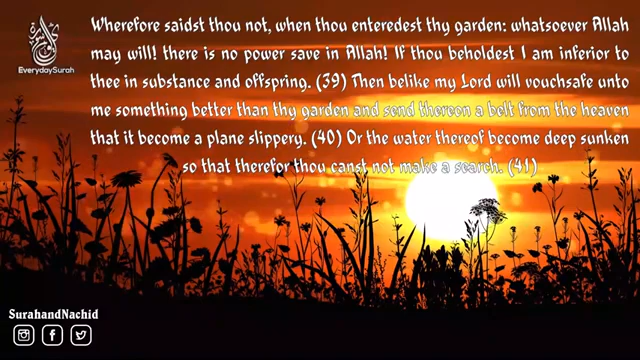 Wherefore saidst thou not, when thou enteredest thy garden: whatsoever Allah
may will! there is no power save in Allah! If thou beholdest I am inferior to
thee in substance and offspring. (39) Then belike my Lord will vouchsafe unto
me something better than thy garden and send thereon a bolt from the heaven
that it become a plane slippery. (40) Or the water thereof become deep sunken
so that therefor thou canst not make a search. (41)
EverydaySurah
SurahandNachid